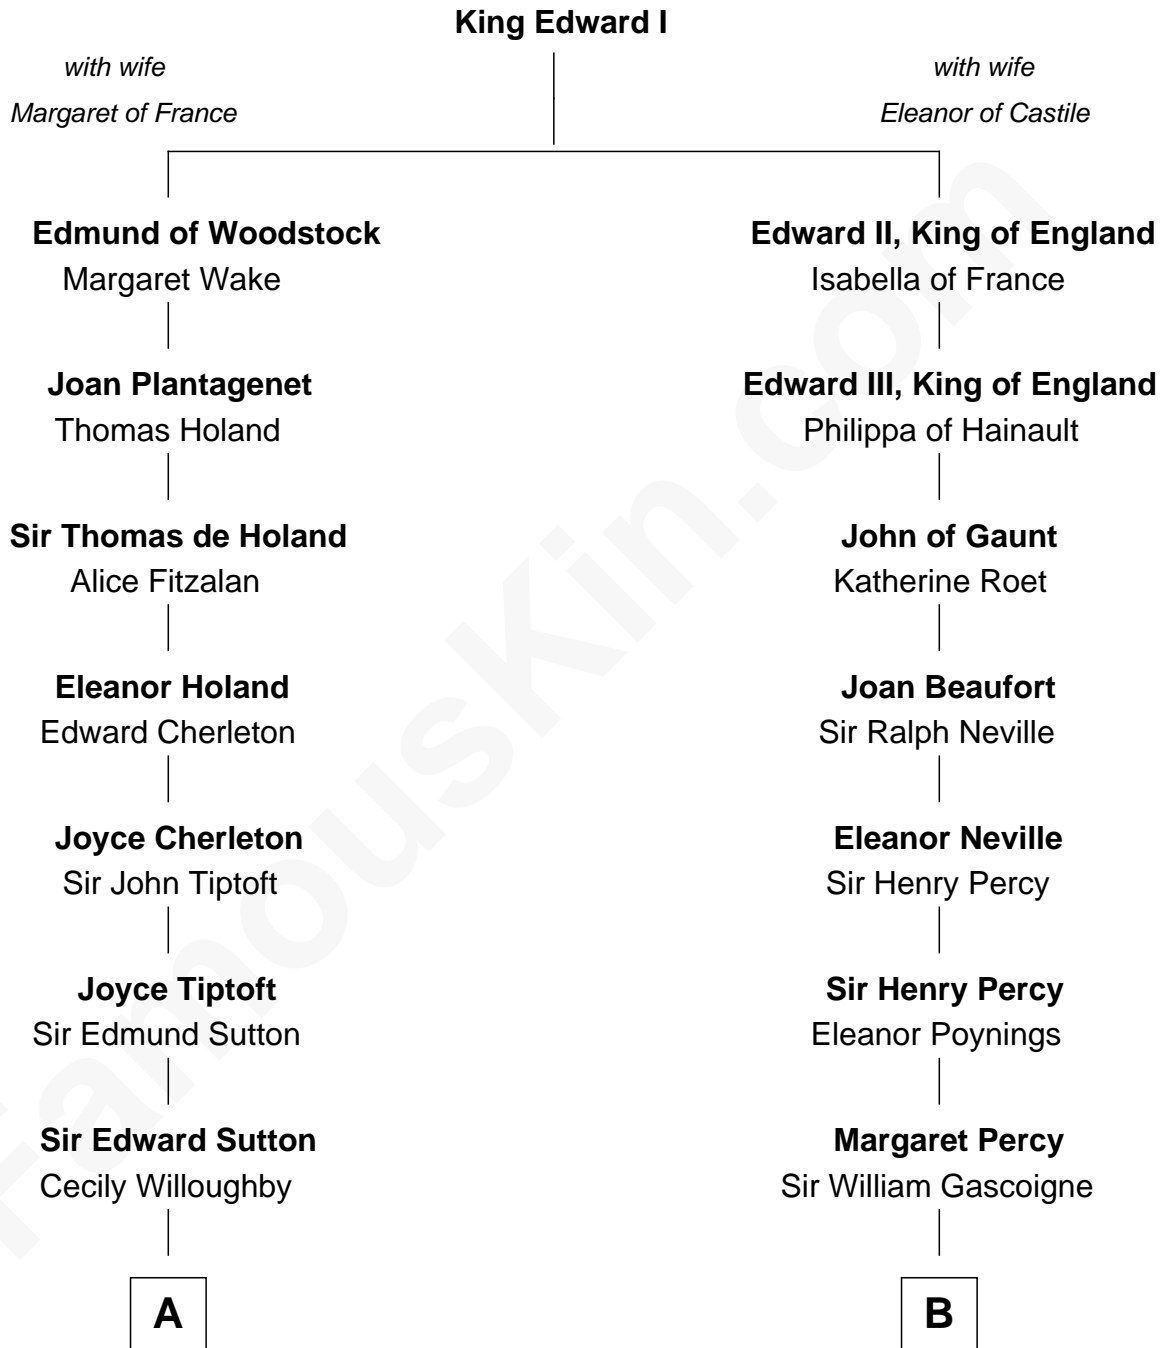 King Edward I
with wife
Margaret of France
with wife
Eleanor of Castile
Edmund of Woodstock
Margaret Wake
Edward II, King of England
Isabella of France
Joan Plantagenet
Thomas Holand
Edward III, King of England
Philippa of Hainault
Sir Thomas de Holand
Alice Fitzalan
John of Gaunt
Katherine Roet
Eleanor Holand
Edward Cherleton
Joan Beaufort
Sir Ralph Neville
Joyce Cherleton
Sir John Tiptoft
Eleanor Neville
Sir Henry Percy
Joyce Tiptoft
Sir Edmund Sutton
Sir Henry Percy
Eleanor Poynings
Sir Edward Sutton
Cecily Willoughby
Margaret Percy
Sir William Gascoigne
A
B
FamousKin.com